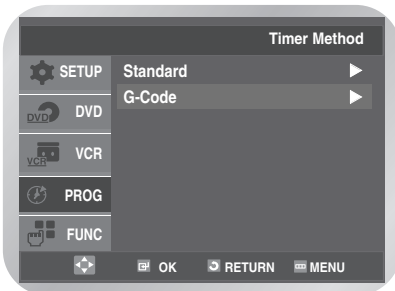 Timer Method
SETUP
Standard
G-Code
DVD DVD
VCR VCR
PROG
FUNC
OK RETURN MENU